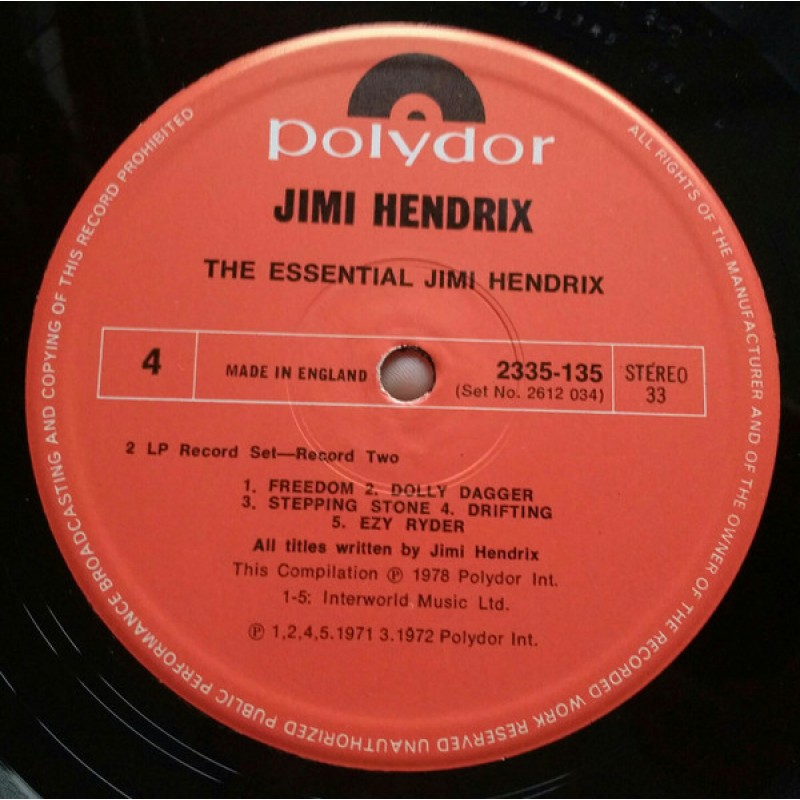 polydor
JIMI HENDRIX
THE ESSENTIAL JIMI HENDRIX
4
MADE IN ENGLAND
2335-135
(Set No. 2612 034)
STEREO
33
2 LP Record Set—Record Two
1. FREEDOM 2. DOLLY DAGGER
3. STEPPING STONE 4. DRIFTING
5. EZY RYDER
All titles written by Jimi Hendrix
This Compilation ℗ 1978 Polydor Int.
1-5: Interworld Music Ltd.
℗ 1,2,4,5.1971 3.1972 Polydor Int.
ALL RIGHTS OF THE MANUFACTURER AND OF THE OWNER OF THE RECORDED WORK RESERVED UNAUTHORIZED PUBLIC PERFORMANCE BROADCASTING AND COPYING OF THIS RECORD PROHIBITED